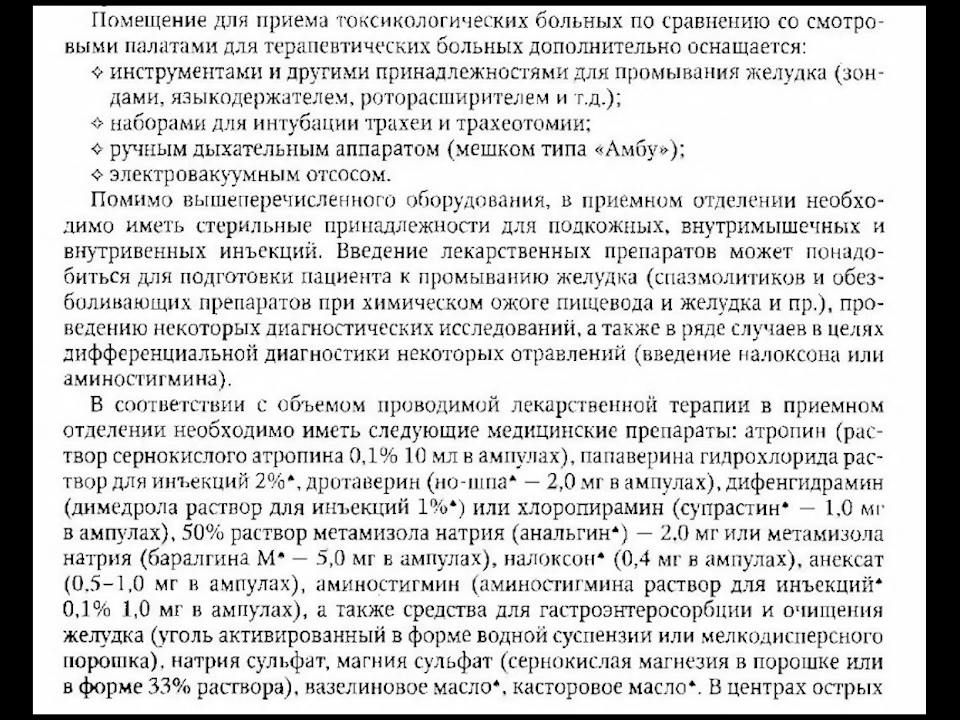 Помещение для приема токсикологических больных по сравнению со смотро-
выми палатами для терапевтических больных дополнительно оснащается:
✧ инструментами и другими принадлежностями для промывания желудка (зон-
дами, языкодержателем, роторасширителем и т.д.);
✧ наборами для интубации трахеи и трахеотомии;
✧ ручным дыхательным аппаратом (мешком типа «Амбу»);
✧ электровакуумным отсосом.
Помимо вышеперечисленного оборудования, в приемном отделении необхо-
димо иметь стерильные принадлежности для подкожных, внутримышечных и
внутривенных инъекций. Введение лекарственных препаратов может понадо-
биться для подготовки пациента к промыванию желудка (спазмолитиков и обез-
боливающих препаратов при химическом ожоге пищевода и желудка и пр.), про-
ведению некоторых диагностических исследований, а также в ряде случаев в целях
дифференциальной диагностики некоторых отравлений (введение налоксона или
аминостигмина).
В соответствии с объемом проводимой лекарственной терапии в приемном
отделении необходимо иметь следующие медицинские препараты: атропин (рас-
твор сернокислого атропина 0,1% 10 мл в ампулах), папаверина гидрохлорида рас-
твор для инъекций 2%▲, дротаверин (но-шпа▲ — 2,0 мг в ампулах), дифенгидрамин
(димедрола раствор для инъекций 1%▲) или хлоропирамин (супрастин▲ — 1,0 мг
в ампулах), 50% раствор метамизола натрия (анальгин▲) — 2,0 мг или метамизола
натрия (баралгина М▲ — 5,0 мг в ампулах), налоксон▲ (0,4 мг в ампулах), анексат
(0,5–1,0 мг в ампулах), аминостигмин (аминостигмина раствор для инъекций▲
0,1% 1,0 мг в ампулах), а также средства для гастроэнтеросорбции и очищения
желудка (уголь активированный в форме водной суспензии или мелкодисперсного
порошка), натрия сульфат, магния сульфат (сернокислая магнезия в порошке или
в форме 33% раствора), вазелиновое масло▲, касторовое масло▲. В центрах острых